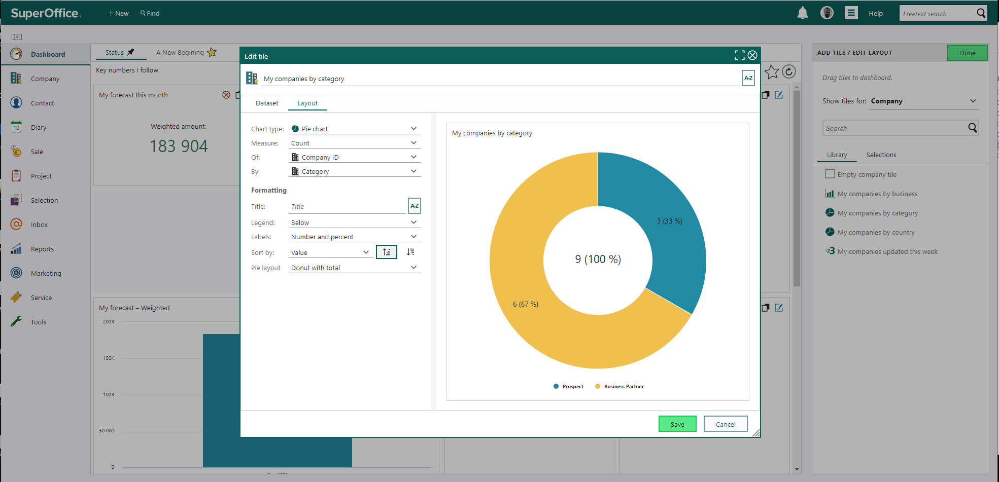 SuperOffice.
New
Find
Help
Freetext search
Dashboard
Company
Contact
10
Diary
Sale
Project
Selection
Inbox
Reports
Marketing
Service
Tools
Status
A New Begining
Key numbers I follow
My forecast this month
Weighted amount:
183 904
My forecast – Weighted
200K
150K
100K
50 000
0
Edit tile
My companies by category
A-Z
Dataset
Layout
Chart type:
Pie chart
Measure:
Count
Of:
Company ID
By:
Category
Formatting
Title:
Title
A-Z
Legend:
Below
Labels:
Number and percent
Sort by:
Value
Pie layout
Donut with total
My companies by category
3 (33 %)
9 (100 %)
6 (67 %)
Prospect
Business Partner
Save
Cancel
ADD TILE / EDIT LAYOUT
Done
Drag tiles to dashboard.
Show tiles for:
Company
Search
Library
Selections
Empty company tile
My companies by business
My companies by category
My companies by country
123
My companies updated this week